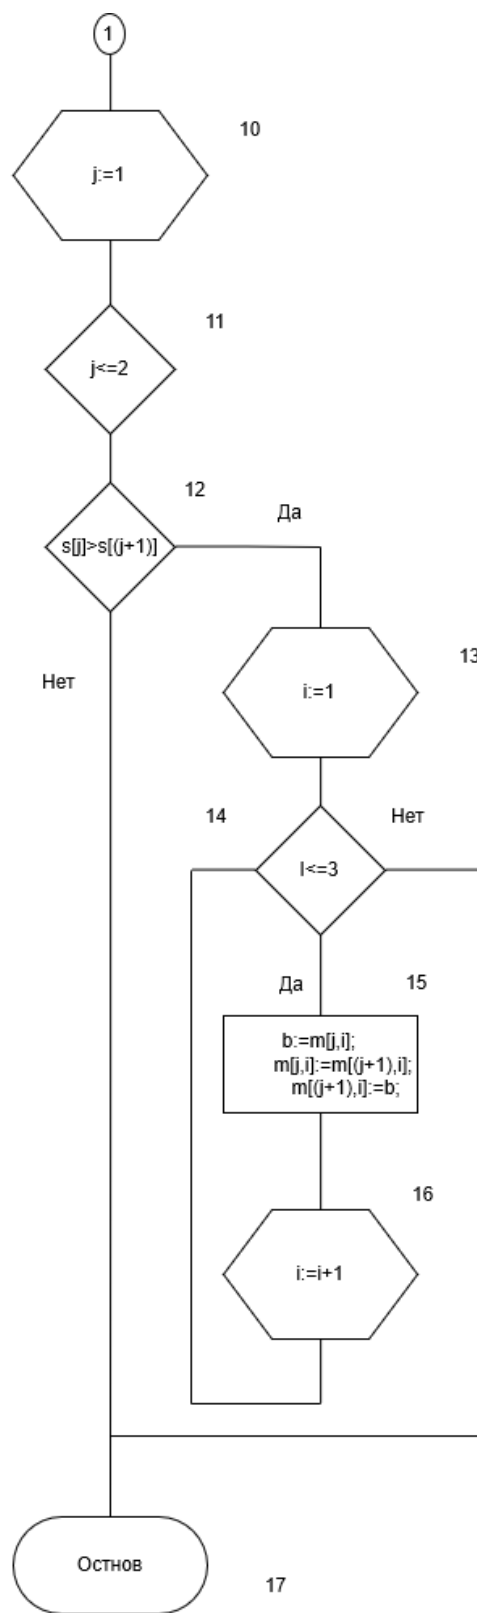 1
10
j:=1
11
j<=2
12
Да
s[j]>s[(j+1)]
13
Нет
i:=1
14
Нет
I<=3
Да
15
b:=m[j,i];
m[j,i]:=m[(j+1),i];
m[(j+1),i]:=b;
16
i:=i+1
Остнов
17